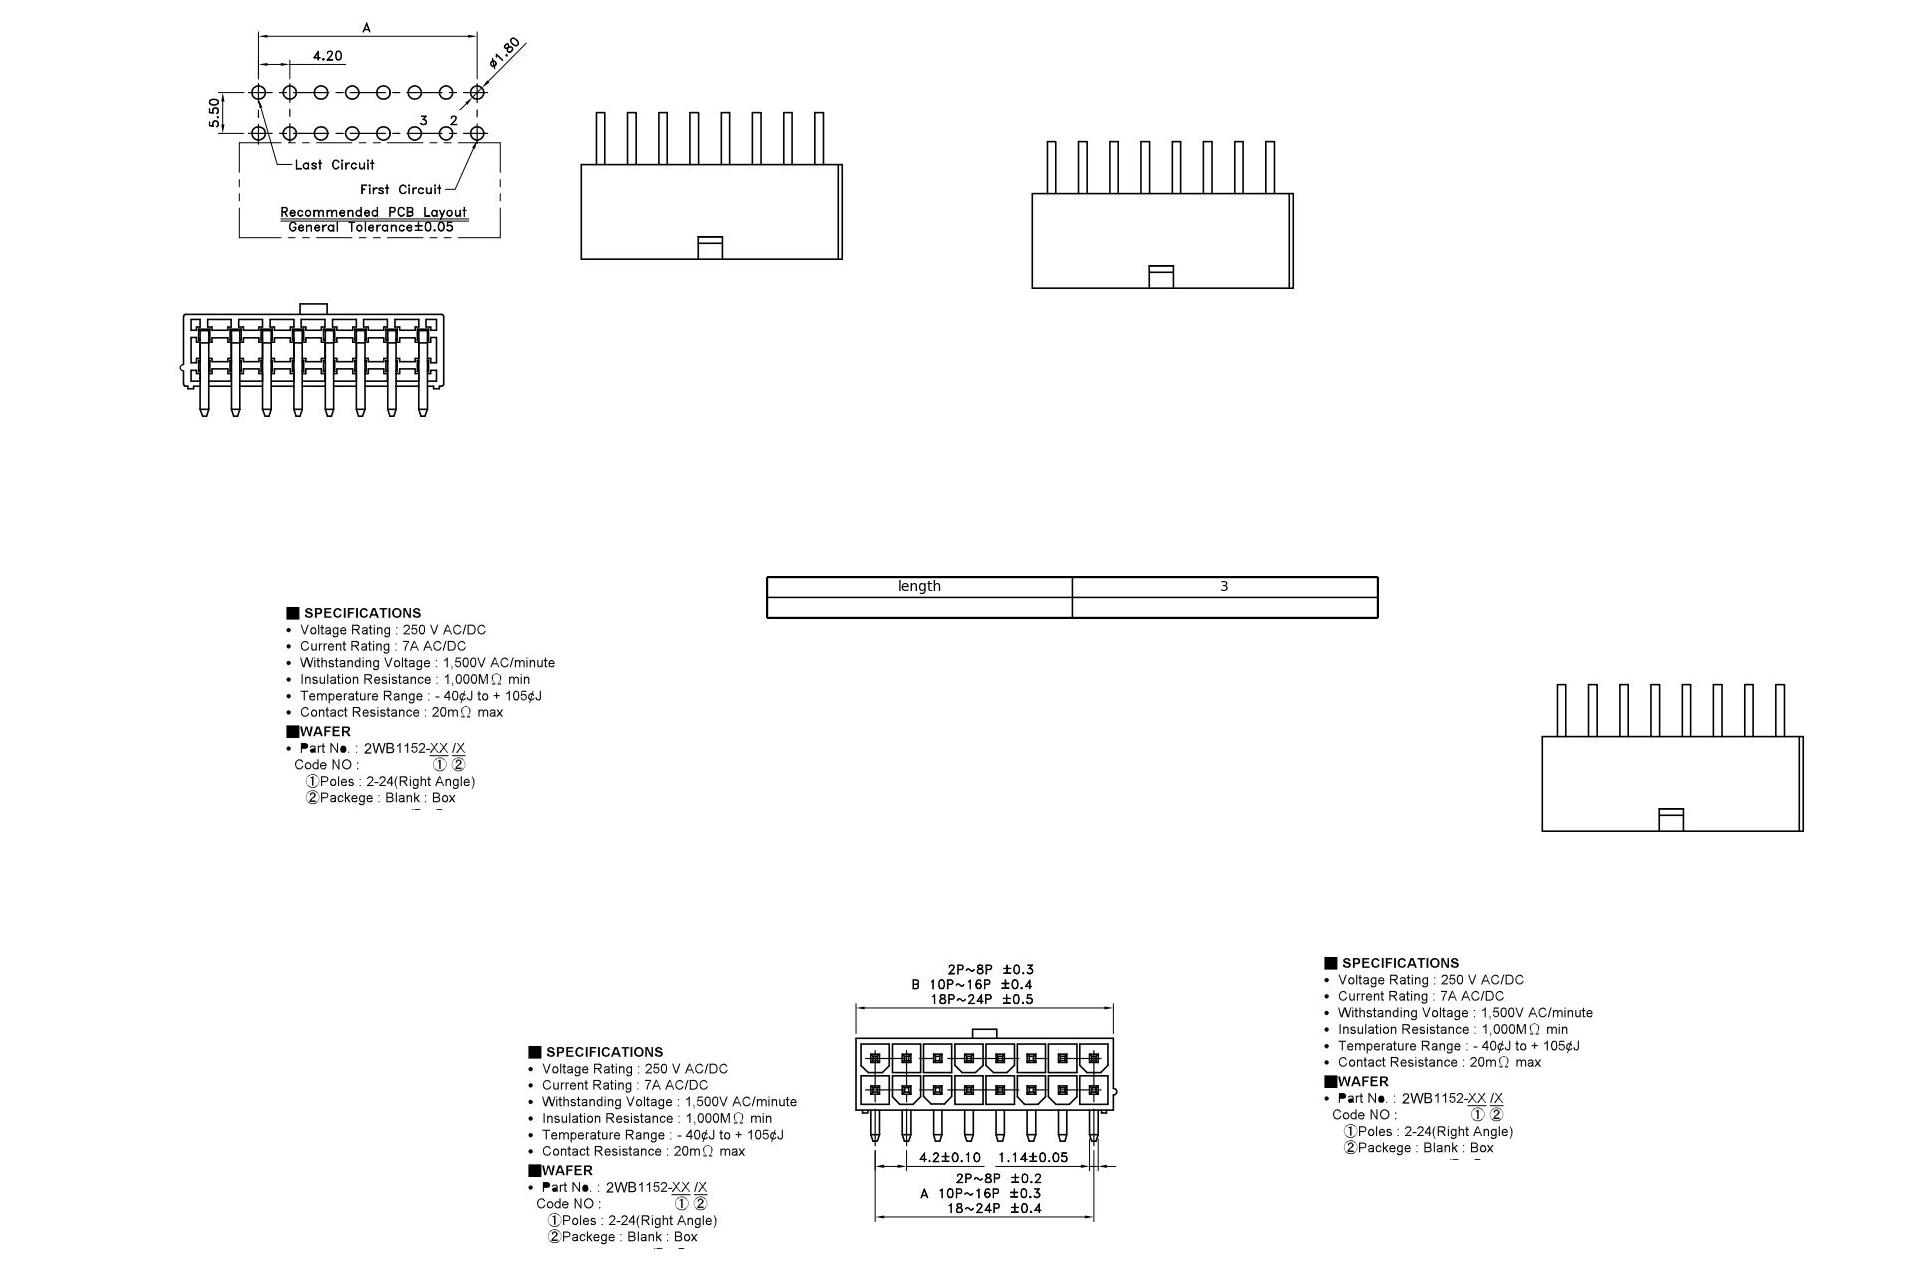 A
4.20
ø1.80
5.50
3 2
Last Circuit
First Circuit
Recommended PCB Layout
General Tolerance±0.05
length 3
■ SPECIFICATIONS
• Voltage Rating : 250 V AC/DC
• Current Rating : 7A AC/DC
• Withstanding Voltage : 1,500V AC/minute
• Insulation Resistance : 1,000MΩ min
• Temperature Range : - 40¢J to + 105¢J
• Contact Resistance : 20mΩ max
■WAFER
• Part No. : 2WB1152-XX /X
Code NO : ① ②
①Poles : 2-24(Right Angle)
②Packege : Blank : Box
■ SPECIFICATIONS
• Voltage Rating : 250 V AC/DC
• Current Rating : 7A AC/DC
• Withstanding Voltage : 1,500V AC/minute
• Insulation Resistance : 1,000MΩ min
• Temperature Range : - 40¢J to + 105¢J
• Contact Resistance : 20mΩ max
■WAFER
• Part No. : 2WB1152-XX /X
Code NO : ① ②
①Poles : 2-24(Right Angle)
②Packege : Blank : Box
2P~8P ±0.3
B 10P~16P ±0.4
18P~24P ±0.5
4.2±0.10 1.14±0.05
2P~8P ±0.2
A 10P~16P ±0.3
18~24P ±0.4
■ SPECIFICATIONS
• Voltage Rating : 250 V AC/DC
• Current Rating : 7A AC/DC
• Withstanding Voltage : 1,500V AC/minute
• Insulation Resistance : 1,000MΩ min
• Temperature Range : - 40¢J to + 105¢J
• Contact Resistance : 20mΩ max
■WAFER
• Part No. : 2WB1152-XX /X
Code NO : ① ②
①Poles : 2-24(Right Angle)
②Packege : Blank : Box